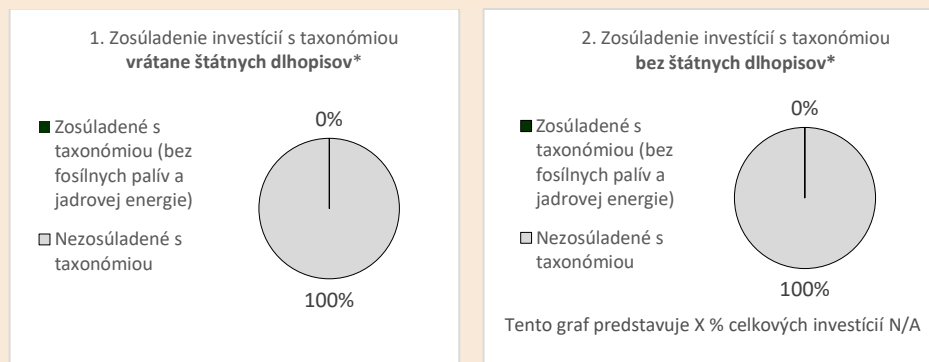 1. Zosúladenie investícií s taxonómiou
vrátane štátnych dlhopisov*
0%
Zosúladené s
taxonómiou (bez
fosílnych palív a
jadrovej energie)
Nezosúladené s
taxonómiou
100%
2. Zosúladenie investícií s taxonómiou
bez štátnych dlhopisov*
0%
Zosúladené s
taxonómiou (bez
fosílnych palív a
jadrovej energie)
Nezosúladené s
taxonómiou
100%
Tento graf predstavuje X % celkových investícií N/A